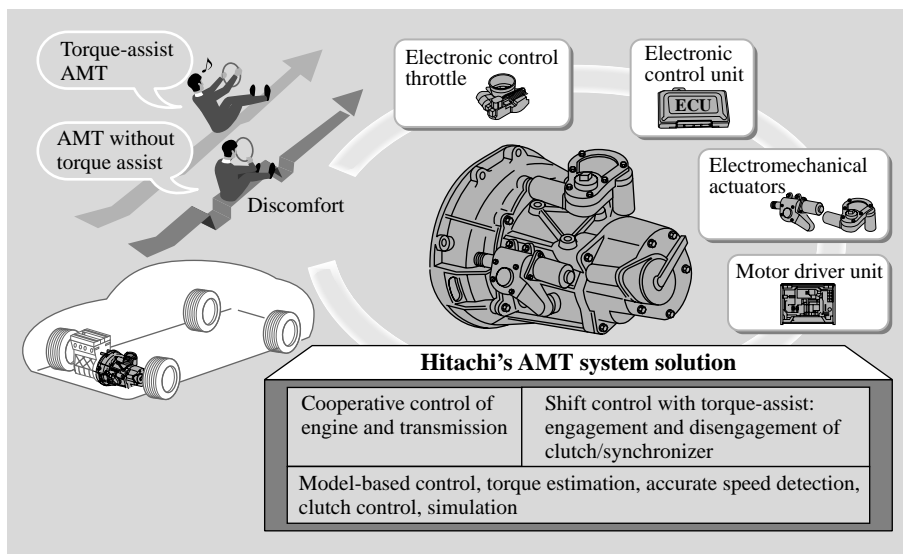 Torque-assist
AMT
AMT without
torque assist
Discomfort
Electronic control
throttle
Electronic
control unit
ECU
Electromechanical
actuators
Motor driver unit
Hitachi’s AMT system solution
Cooperative control of
engine and transmission
Shift control with torque-assist:
engagement and disengagement of
clutch/synchronizer
Model-based control, torque estimation, accurate speed detection,
clutch control, simulation